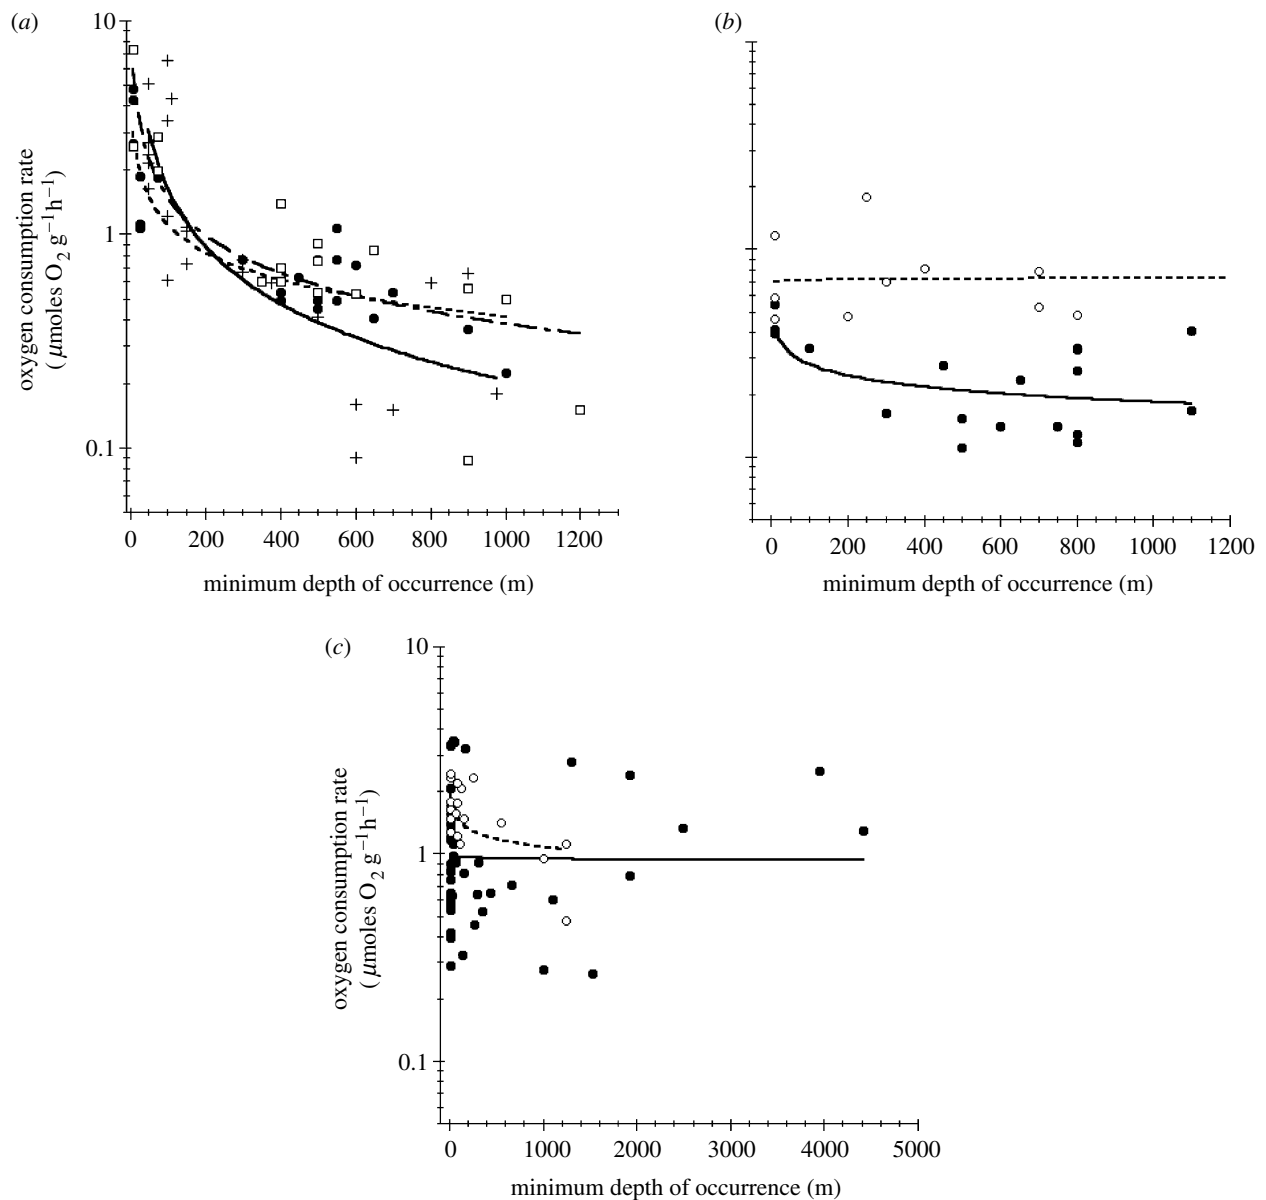 (a)
10
1
0.1
oxygen consumption rate
(µmoles O2 g−1h−1)
0 200 400 600 800 1000 1200
minimum depth of occurrence (m)
(b)
0 200 400 600 800 1000 1200
minimum depth of occurrence (m)
(c)
10
1
0.1
oxygen consumption rate
(µmoles O2 g−1h−1)
0 1000 2000 3000 4000 5000
minimum depth of occurrence (m)